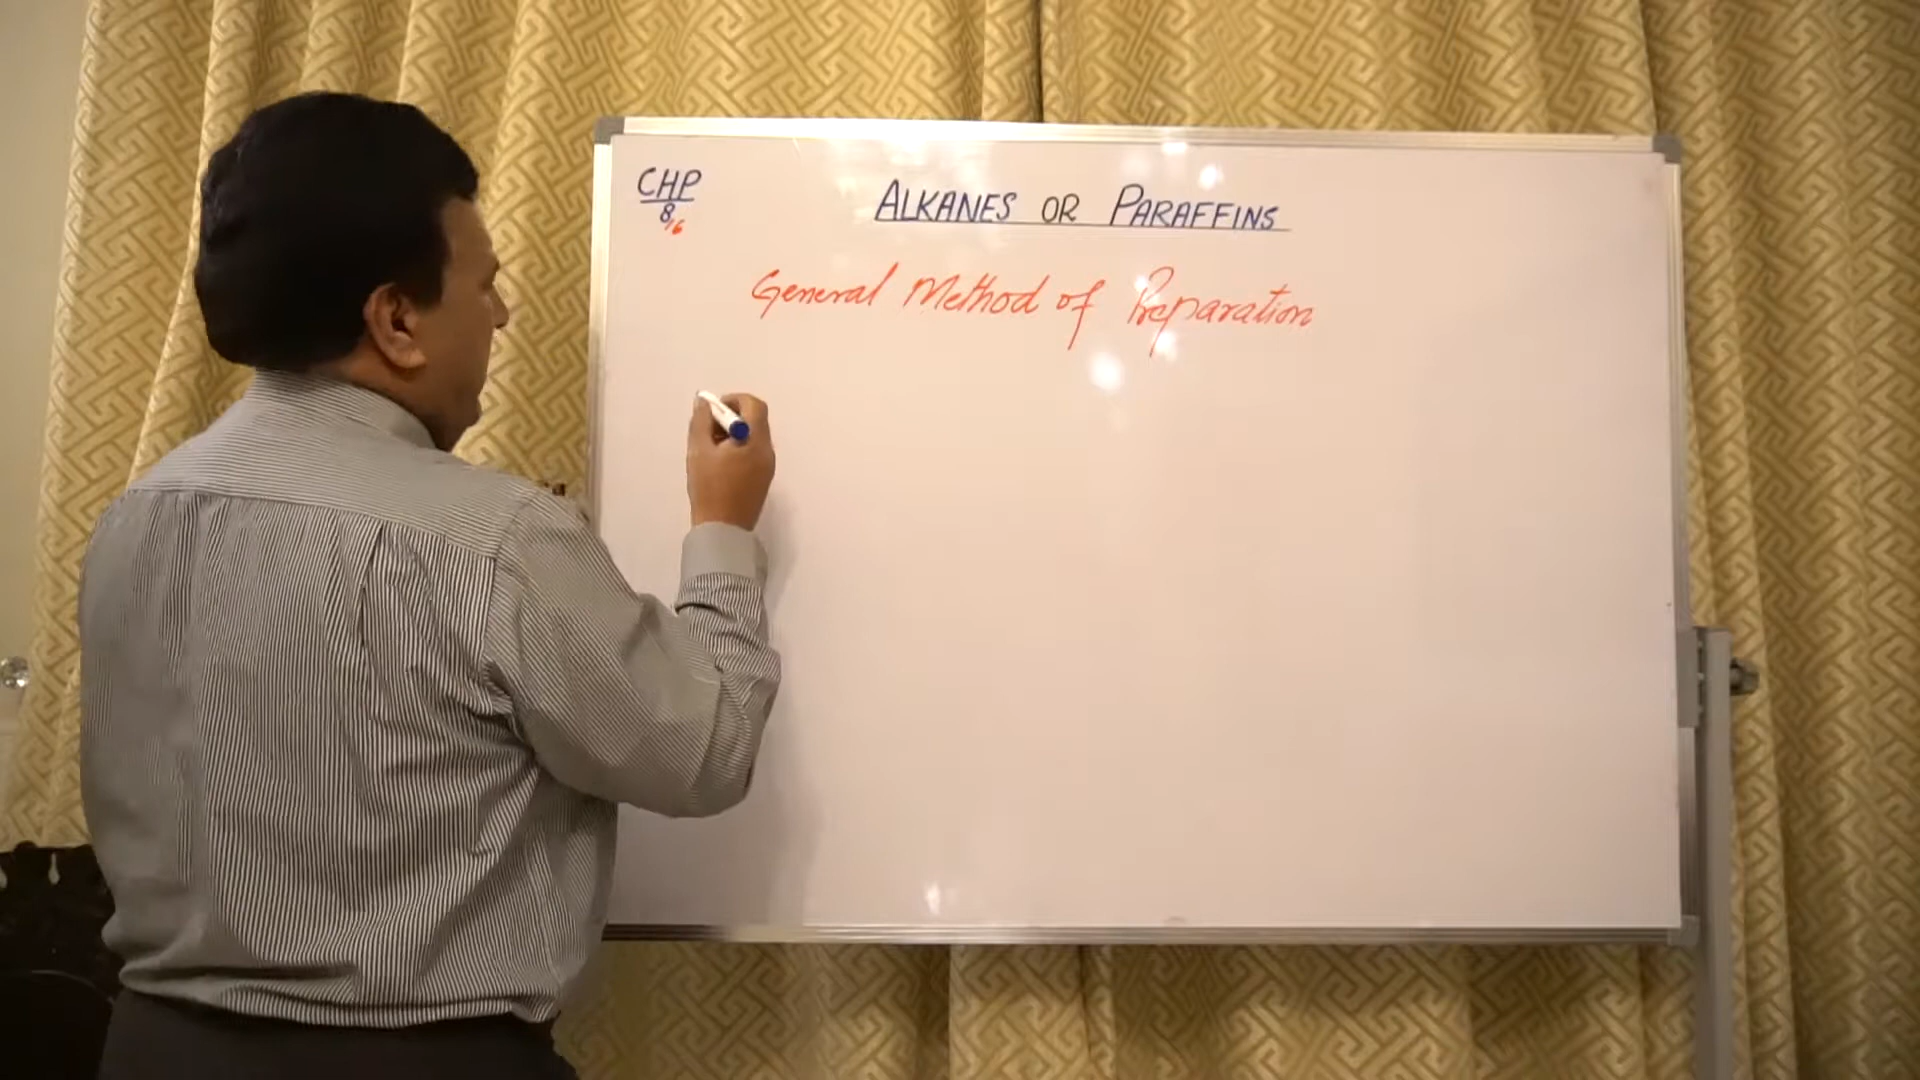 CHP
8/6
ALKANES OR PARAFFINS
General Method of Preparation